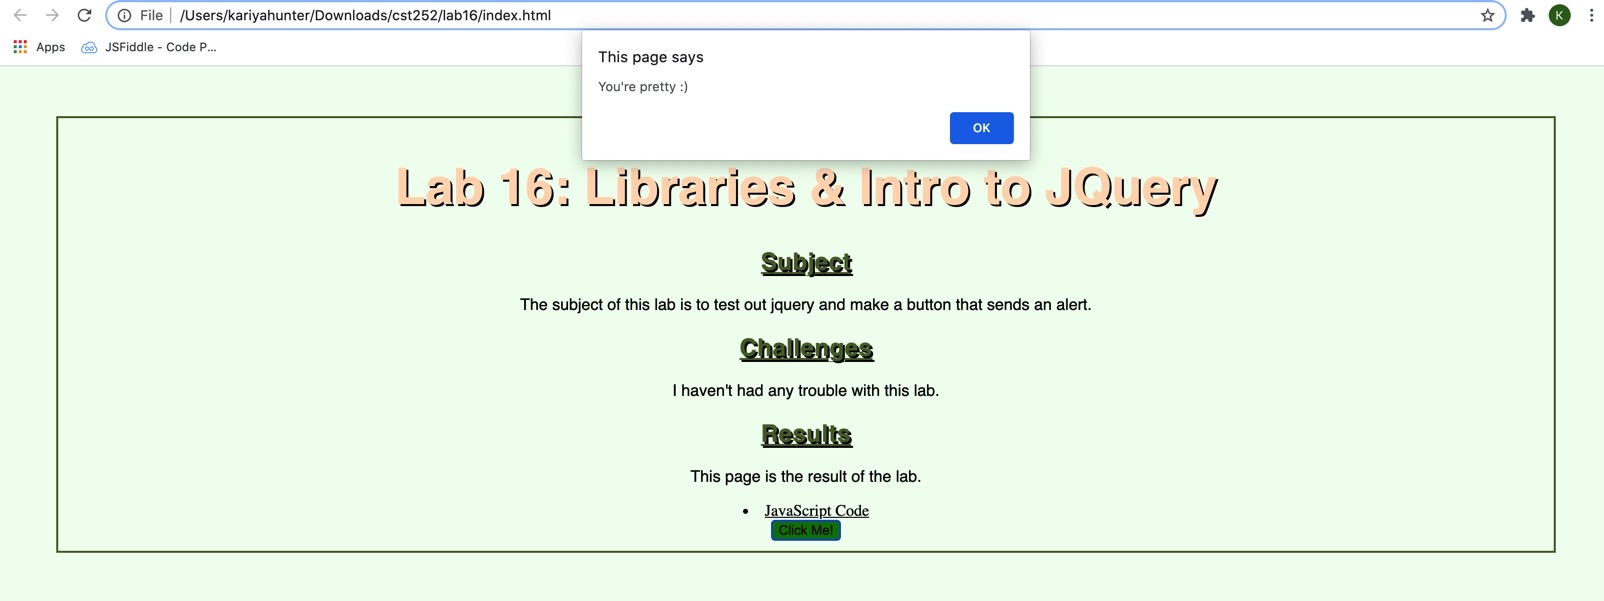 File /Users/kariyahunter/Downloads/cst252/lab16/index.html K
Apps JSFiddle - Code P...
This page says
You're pretty :)
OK
Lab 16: Libraries & Intro to JQuery
Subject
The subject of this lab is to test out jquery and make a button that sends an alert.
Challenges
I haven't had any trouble with this lab.
Results
This page is the result of the lab.
• JavaScript Code
Click Me!